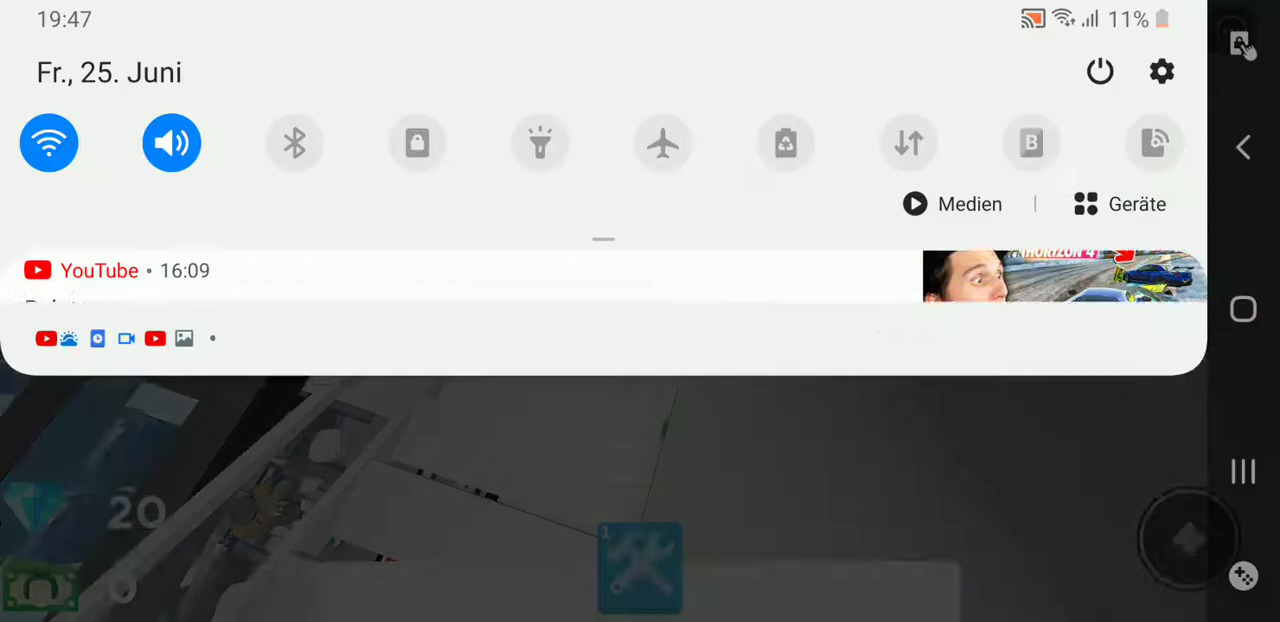 19:47
11%
Fr., 25. Juni
B
Medien | Geräte
YouTube • 16:09
HORIZON 4
20
1
0